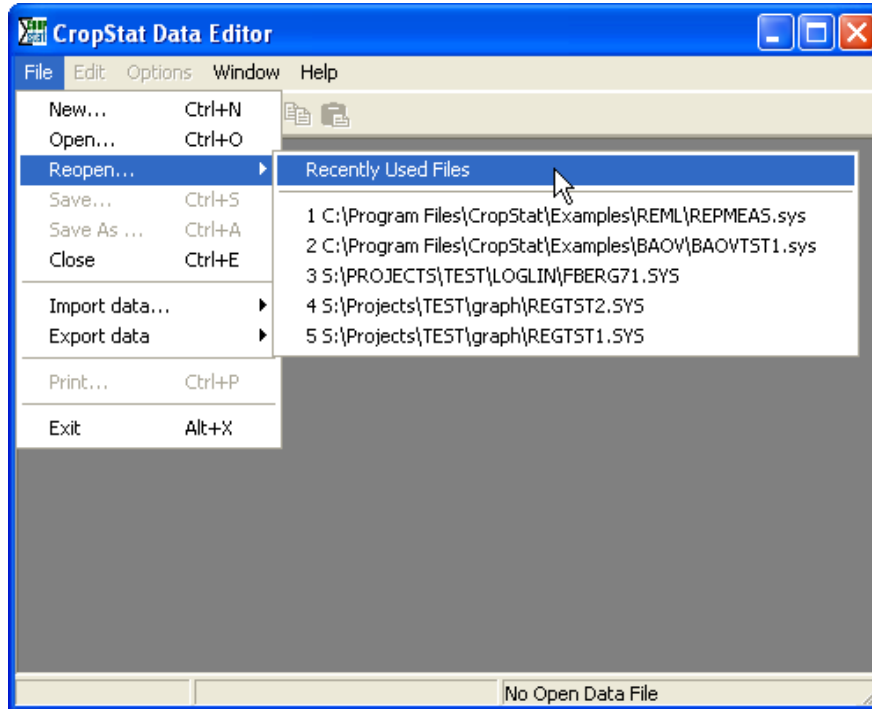 CropStat Data Editor
File Edit Options Window Help
New... Ctrl+N
Open... Ctrl+O
Reopen... Recently Used Files
Save... Ctrl+S
Save As ... Ctrl+A
Close Ctrl+E
1 C:\Program Files\CropStat\Examples\REML\REPMEAS.sys
2 C:\Program Files\CropStat\Examples\BAOV\BAOVTST1.sys
3 S:\PROJECTS\TEST\LOGLIN\FBERG71.SYS
4 S:\Projects\TEST\graph\REGTST2.SYS
5 S:\Projects\TEST\graph\REGTST1.SYS
Import data...
Export data
Print... Ctrl+P
Exit Alt+X
No Open Data File